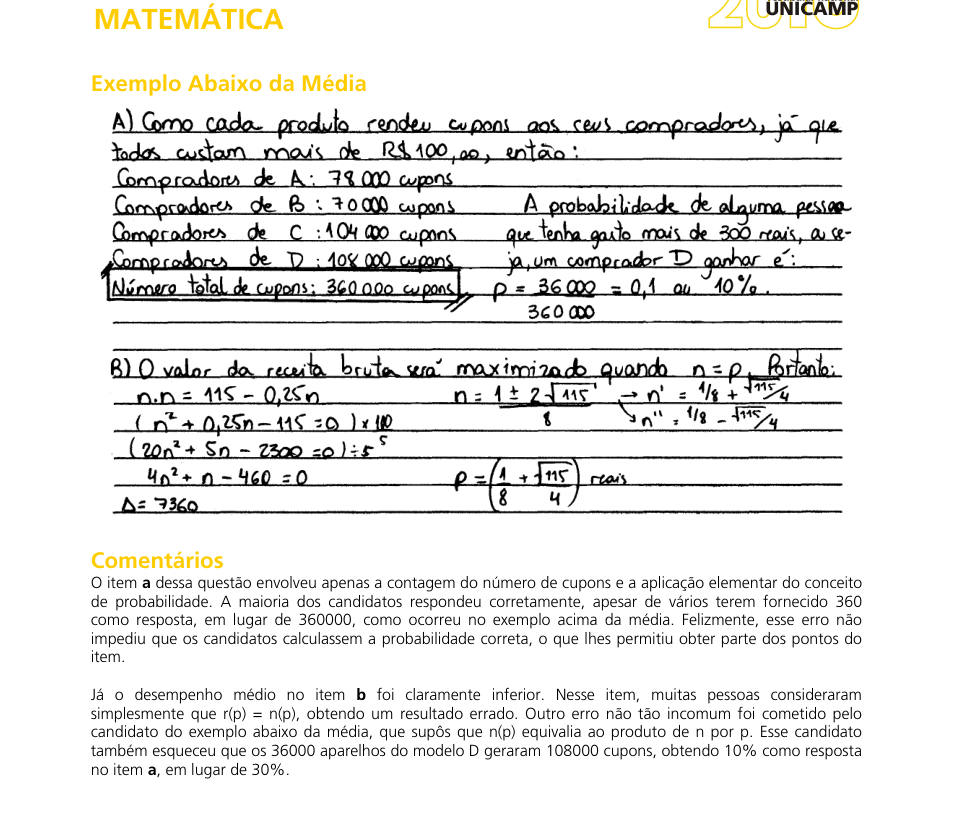 MATEMÁTICA
UNICAMP
Exemplo Abaixo da Média
A) Como cada produto rendeu cupons aos seus compradores, já que
todos custam mais de R$ 100,00, então:
Compradores de A: 78 000 cupons
Compradores de B : 70 000 cupons
Compradores de C : 104 000 cupons
Compradores de D : 108 000 cupons
Número total de cupons: 360 000 cupons
A probabilidade de alguma pessoa
que tenha gasto mais de 300 reais, ou se-
ja, um comprador D ganhar é:
p = 36 000 / 360 000 = 0,1 ou 10%.
B) O valor da receita bruta será maximizado quando n = p. Portanto:
n.n = 115 - 0,25n
( n² + 0,25n - 115 = 0 ) x 100
(20n² + 5n - 2300 = 0) ÷ 5
4n² + n - 460 = 0
Δ = 7360
n = 1 ± 2√115 / 8 → n' = 1/8 + √115/4
n'' = 1/8 - √115/4
p = (1/8 + √115/4) reais
Comentários
O item a dessa questão envolveu apenas a contagem do número de cupons e a aplicação elementar do conceito
de probabilidade. A maioria dos candidatos respondeu corretamente, apesar de vários terem fornecido 360
como resposta, em lugar de 360000, como ocorreu no exemplo acima da média. Felizmente, esse erro não
impediu que os candidatos calculassem a probabilidade correta, o que lhes permitiu obter parte dos pontos do
item.
Já o desempenho médio no item b foi claramente inferior. Nesse item, muitas pessoas consideraram
simplesmente que r(p) = n(p), obtendo um resultado errado. Outro erro não tão incomum foi cometido pelo
candidato do exemplo abaixo da média, que supôs que n(p) equivalia ao produto de n por p. Esse candidato
também esqueceu que os 36000 aparelhos do modelo D geraram 108000 cupons, obtendo 10% como resposta
no item a, em lugar de 30%.